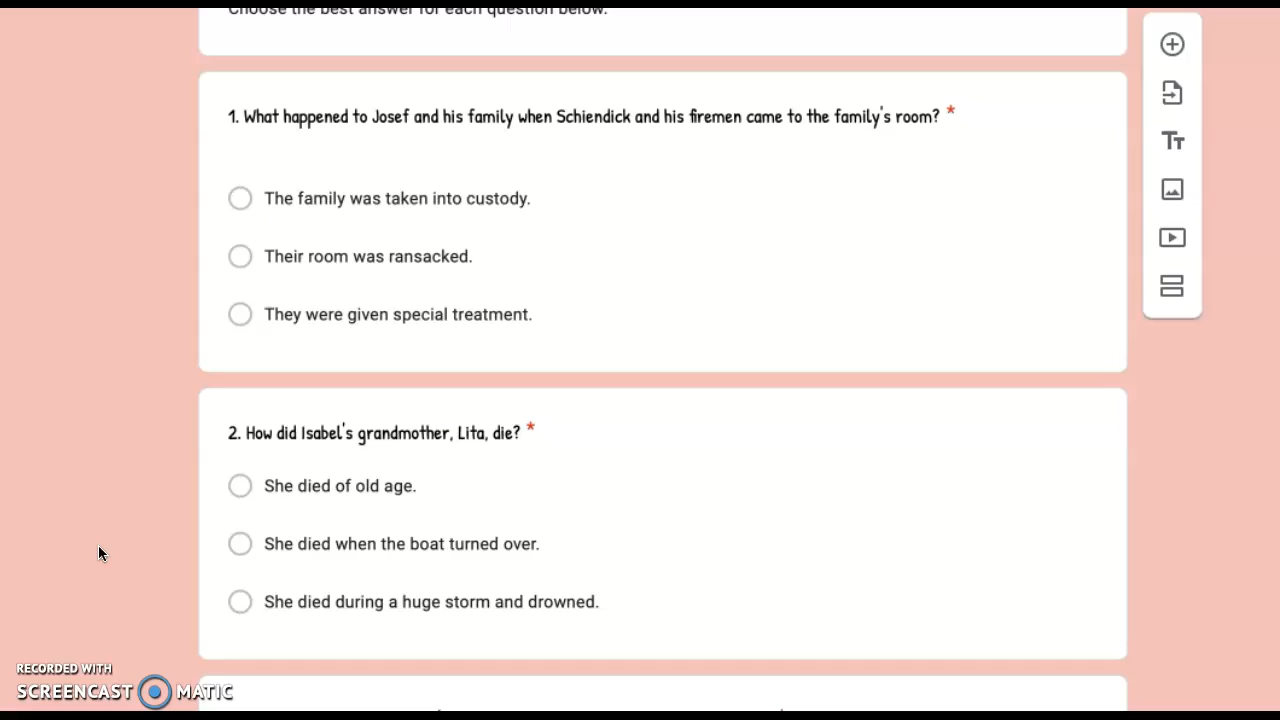 Choose the best answer for each question below.
1. What happened to Josef and his family when Schiendick and his firemen came to the family's room? *
The family was taken into custody.
Their room was ransacked.
They were given special treatment.
2. How did Isabel's grandmother, Lita, die? *
She died of old age.
She died when the boat turned over.
She died during a huge storm and drowned.
RECORDED WITH
SCREENCAST MATIC